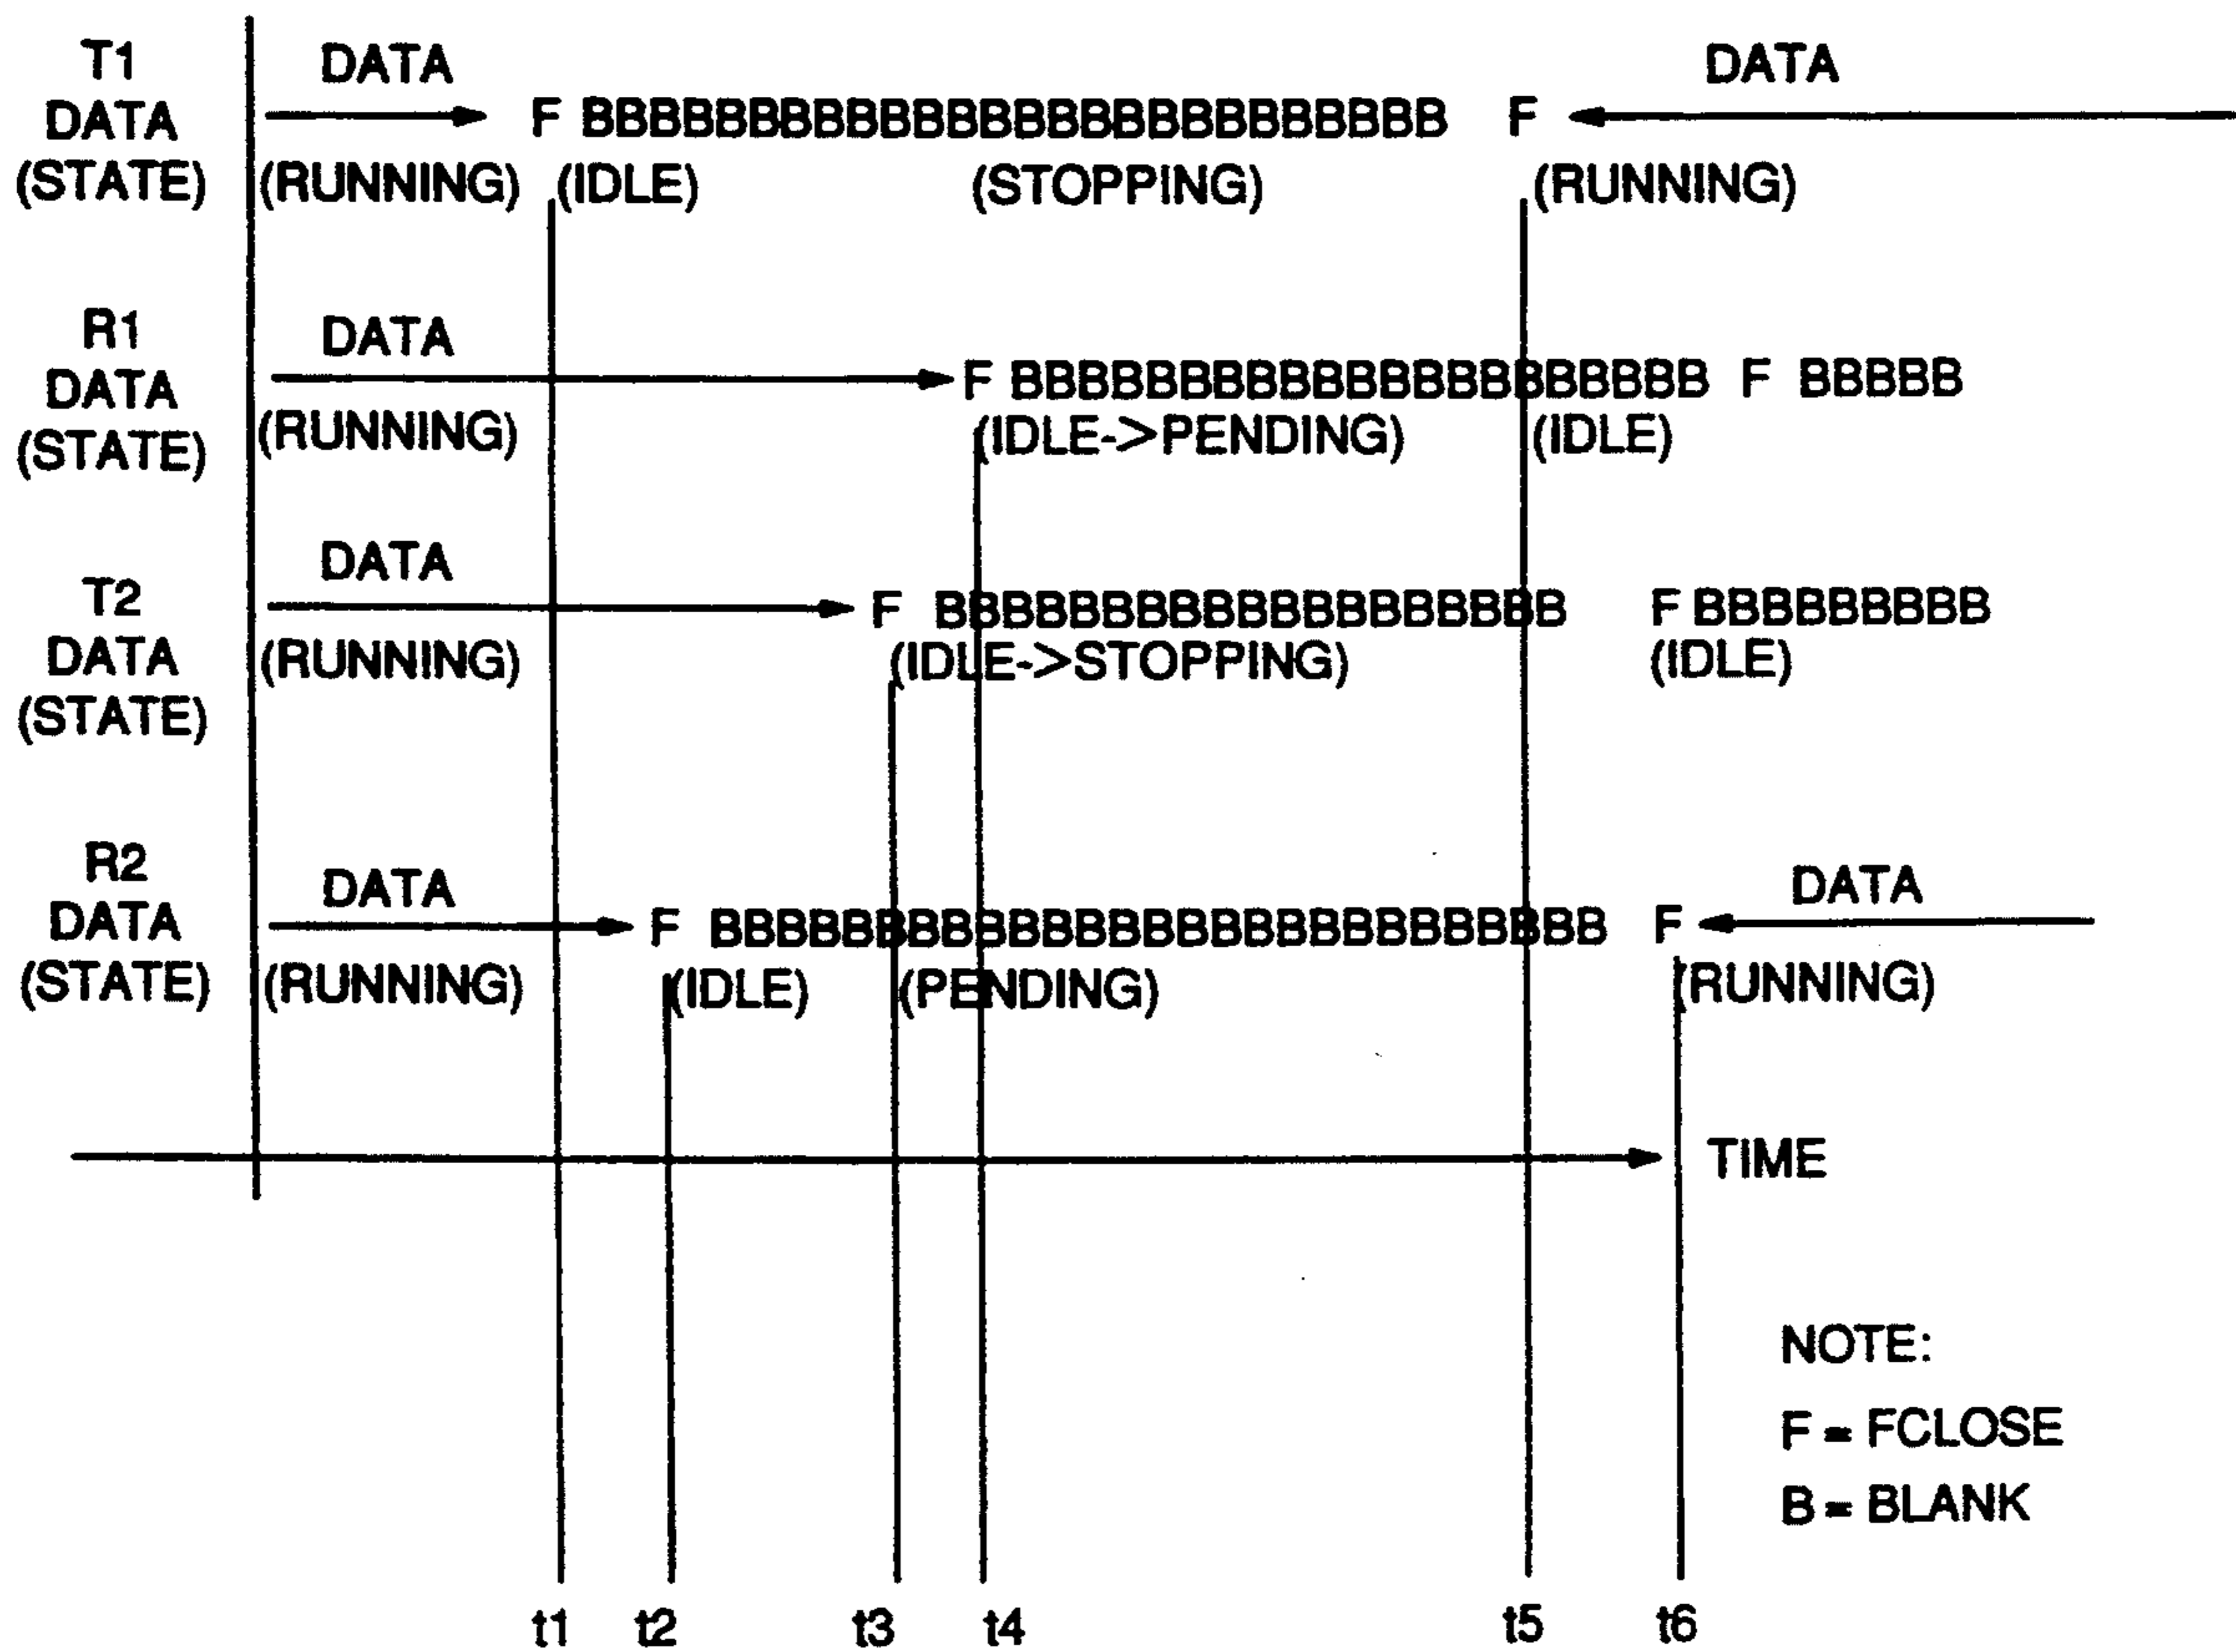 T1
DATA
(STATE)
DATA
F BBBBBBBBBBBBBBBBBBBBBBBBBB F
DATA
(RUNNING) (IDLE) (STOPPING) (RUNNING)
R1
DATA
(STATE)
DATA
F BBBBBBBBBBBBBBBBBBBBB F BBBBB
(RUNNING) (IDLE->PENDING) (IDLE)
T2
DATA
(STATE)
DATA
F BBBBBBBBBBBBBBBBBBB F BBBBBBBBB
(RUNNING) (IDLE->STOPPING) (IDLE)
R2
DATA
(STATE)
DATA
F BBBBBBBBBBBBBBBBBBBBBBBBBBB F
DATA
(RUNNING) (IDLE) (PENDING) (RUNNING)
TIME
NOTE:
F = FCLOSE
B = BLANK
t1 t2 t3 t4 t5 t6